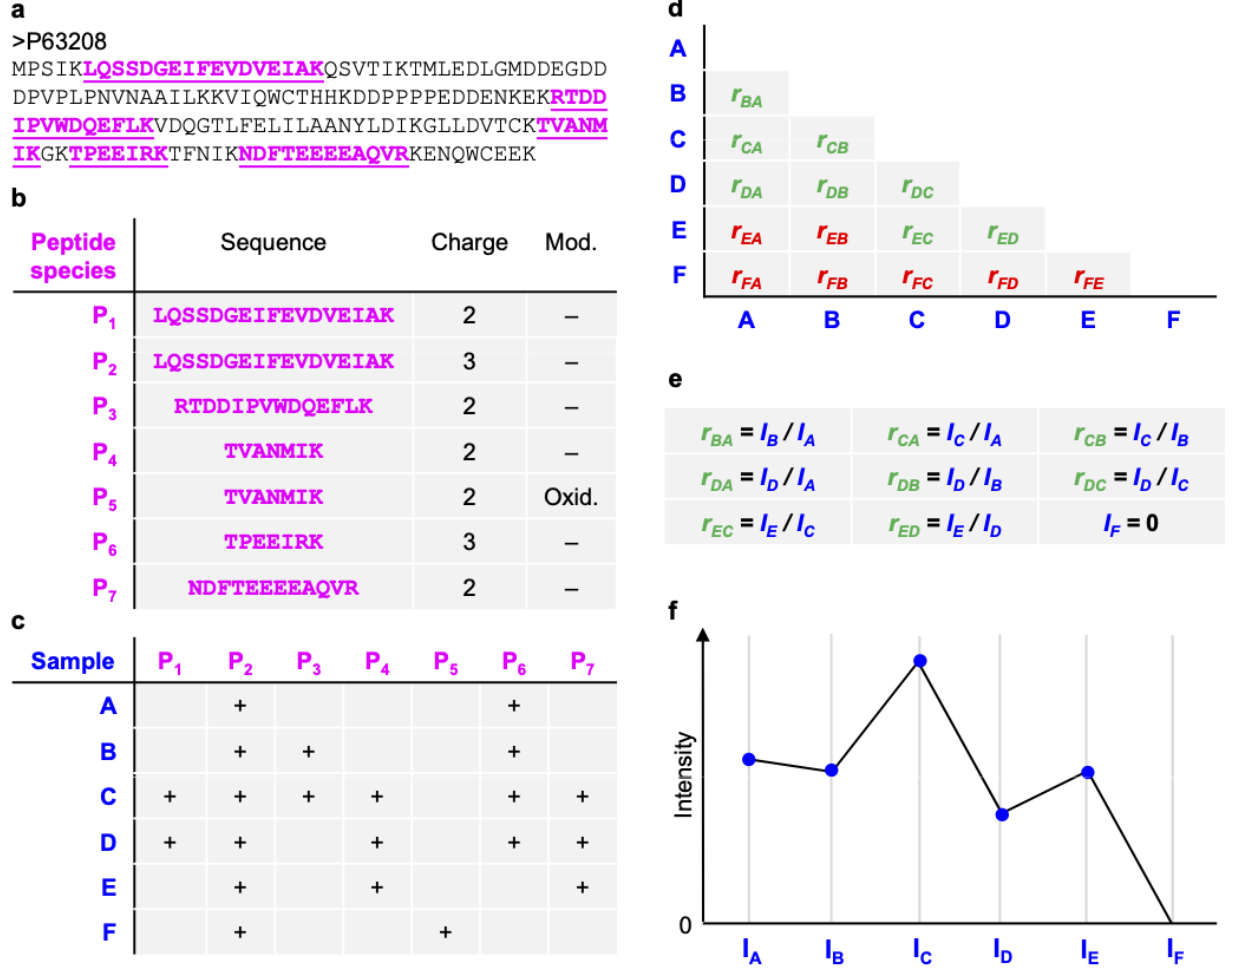 a
>P63208
MPSIKLQSSDGEIFEVDVEIAKQSVTIKTMLEDLGMDDEGDD
DPVPLPNVNAAILKKVIQWCTHHKDDPPPPEDDENKEKRTDD
IPVWDQEFLKVDQGTLFELILAANYLDIKGLLDVTCKTVANM
IKGKTPEEIRKTFNIKNDFTEEEEAQVRKENQWCEEK
b
Peptide species Sequence Charge Mod.
P1 LQSSDGEIFEVDVEIAK 2 –
P2 LQSSDGEIFEVDVEIAK 3 –
P3 RTDDIPVWDQEFLK 2 –
P4 TVANMIK 2 –
P5 TVANMIK 2 Oxid.
P6 TPEEIRK 3 –
P7 NDFTEEEEAQVR 2 –
c
Sample P1 P2 P3 P4 P5 P6 P7
A + +
B + + +
C + + + + + +
D + + + + +
E + + +
F + +
d
A
B rBA
C rCA rCB
D rDA rDB rDC
E rEA rEB rEC rED
F rFA rFB rFC rFD rFE
A B C D E F
e
rBA = IB / IA rCA = IC / IA rCB = IC / IB
rDA = ID / IA rDB = ID / IB rDC = ID / IC
rEC = IE / IC rED = IE / ID IF = 0
f
Intensity
0
IA IB IC ID IE IF